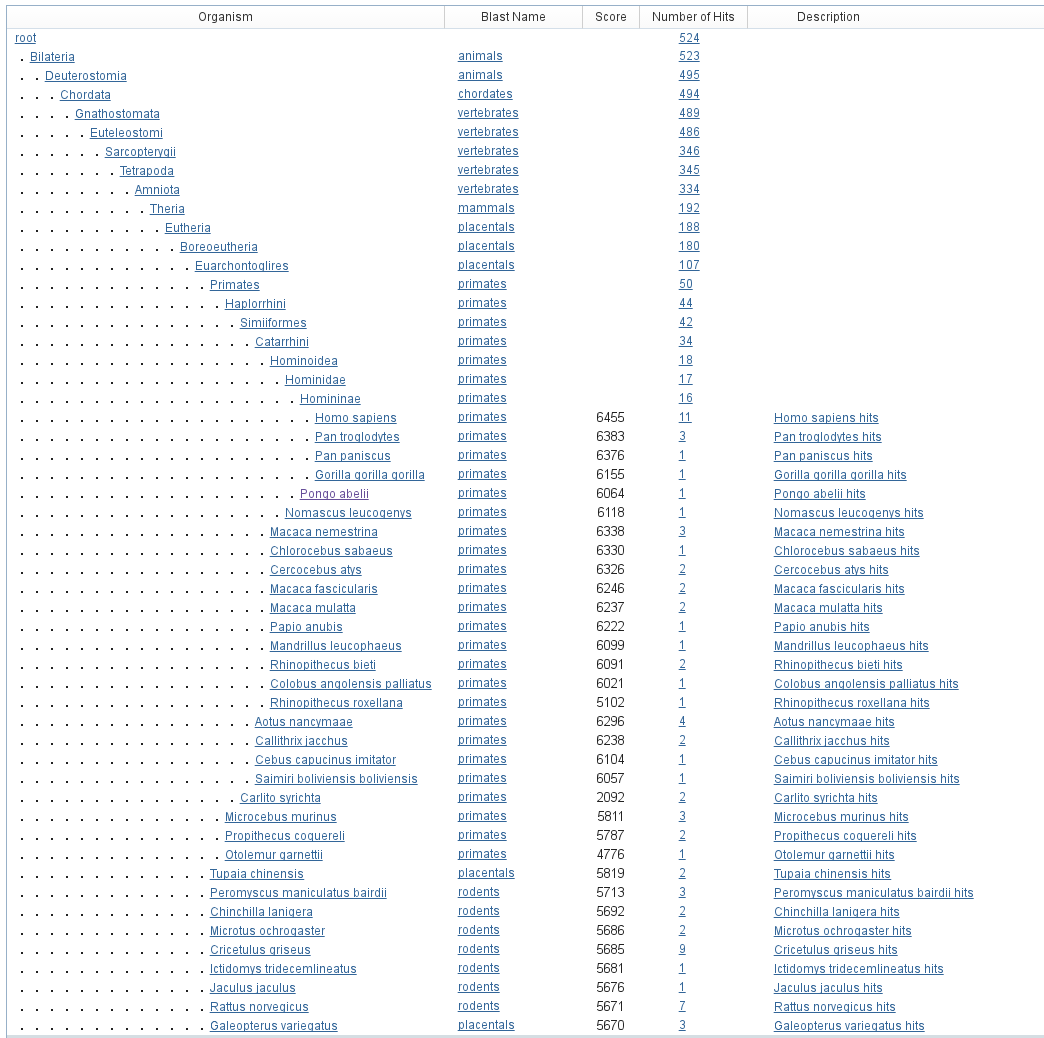 Organism Blast Name Score Number of Hits Description
root 524
. Bilateria animals 523
. . Deuterostomia animals 495
. . . Chordata chordates 494
. . . . Gnathostomata vertebrates 489
. . . . . Euteleostomi vertebrates 486
. . . . . . Sarcopterygii vertebrates 346
. . . . . . . Tetrapoda vertebrates 345
. . . . . . . . Amniota vertebrates 334
. . . . . . . . . Theria mammals 192
. . . . . . . . . . Eutheria placentals 188
. . . . . . . . . . . Boreoeutheria placentals 180
. . . . . . . . . . . . Euarchontoglires placentals 107
. . . . . . . . . . . . . Primates primates 50
. . . . . . . . . . . . . . Haplorrhini primates 44
. . . . . . . . . . . . . . . Simiiformes primates 42
. . . . . . . . . . . . . . . . Catarrhini primates 34
. . . . . . . . . . . . . . . . . Hominoidea primates 18
. . . . . . . . . . . . . . . . . . Hominidae primates 17
. . . . . . . . . . . . . . . . . . . Homininae primates 16
. . . . . . . . . . . . . . . . . . . . Homo sapiens primates 6455 11 Homo sapiens hits
. . . . . . . . . . . . . . . . . . . . Pan troglodytes primates 6383 3 Pan troglodytes hits
. . . . . . . . . . . . . . . . . . . . Pan paniscus primates 6376 1 Pan paniscus hits
. . . . . . . . . . . . . . . . . . . . Gorilla gorilla gorilla primates 6155 1 Gorilla gorilla gorilla hits
. . . . . . . . . . . . . . . . . . . Pongo abelii primates 6064 1 Pongo abelii hits
. . . . . . . . . . . . . . . . . . Nomascus leucogenys primates 6118 1 Nomascus leucogenys hits
. . . . . . . . . . . . . . . . . Macaca nemestrina primates 6338 3 Macaca nemestrina hits
. . . . . . . . . . . . . . . . . Chlorocebus sabaeus primates 6330 1 Chlorocebus sabaeus hits
. . . . . . . . . . . . . . . . . Cercocebus atys primates 6326 2 Cercocebus atys hits
. . . . . . . . . . . . . . . . . Macaca fascicularis primates 6246 2 Macaca fascicularis hits
. . . . . . . . . . . . . . . . . Macaca mulatta primates 6237 2 Macaca mulatta hits
. . . . . . . . . . . . . . . . . Papio anubis primates 6222 1 Papio anubis hits
. . . . . . . . . . . . . . . . . Mandrillus leucophaeus primates 6099 1 Mandrillus leucophaeus hits
. . . . . . . . . . . . . . . . . Rhinopithecus bieti primates 6091 2 Rhinopithecus bieti hits
. . . . . . . . . . . . . . . . . Colobus angolensis palliatus primates 6021 1 Colobus angolensis palliatus hits
. . . . . . . . . . . . . . . . . Rhinopithecus roxellana primates 5102 1 Rhinopithecus roxellana hits
. . . . . . . . . . . . . . . . Aotus nancymaae primates 6296 4 Aotus nancymaae hits
. . . . . . . . . . . . . . . . Callithrix jacchus primates 6238 2 Callithrix jacchus hits
. . . . . . . . . . . . . . . . Cebus capucinus imitator primates 6104 1 Cebus capucinus imitator hits
. . . . . . . . . . . . . . . . Saimiri boliviensis boliviensis primates 6057 1 Saimiri boliviensis boliviensis hits
. . . . . . . . . . . . . . . Carlito syrichta primates 2092 2 Carlito syrichta hits
. . . . . . . . . . . . . . Microcebus murinus primates 5811 3 Microcebus murinus hits
. . . . . . . . . . . . . . Propithecus coquereli primates 5787 2 Propithecus coquereli hits
. . . . . . . . . . . . . . Otolemur garnettii primates 4776 1 Otolemur garnettii hits
. . . . . . . . . . . . . Tupaia chinensis placentals 5819 2 Tupaia chinensis hits
. . . . . . . . . . . . . Peromyscus maniculatus bairdii rodents 5713 3 Peromyscus maniculatus bairdii hits
. . . . . . . . . . . . . Chinchilla lanigera rodents 5692 2 Chinchilla lanigera hits
. . . . . . . . . . . . . Microtus ochrogaster rodents 5686 2 Microtus ochrogaster hits
. . . . . . . . . . . . . Cricetulus griseus rodents 5685 9 Cricetulus griseus hits
. . . . . . . . . . . . . Ictidomys tridecemlineatus rodents 5681 1 Ictidomys tridecemlineatus hits
. . . . . . . . . . . . . Jaculus jaculus rodents 5676 1 Jaculus jaculus hits
. . . . . . . . . . . . . Rattus norvegicus rodents 5671 7 Rattus norvegicus hits
. . . . . . . . . . . . . Galeopterus variegatus placentals 5670 3 Galeopterus variegatus hits